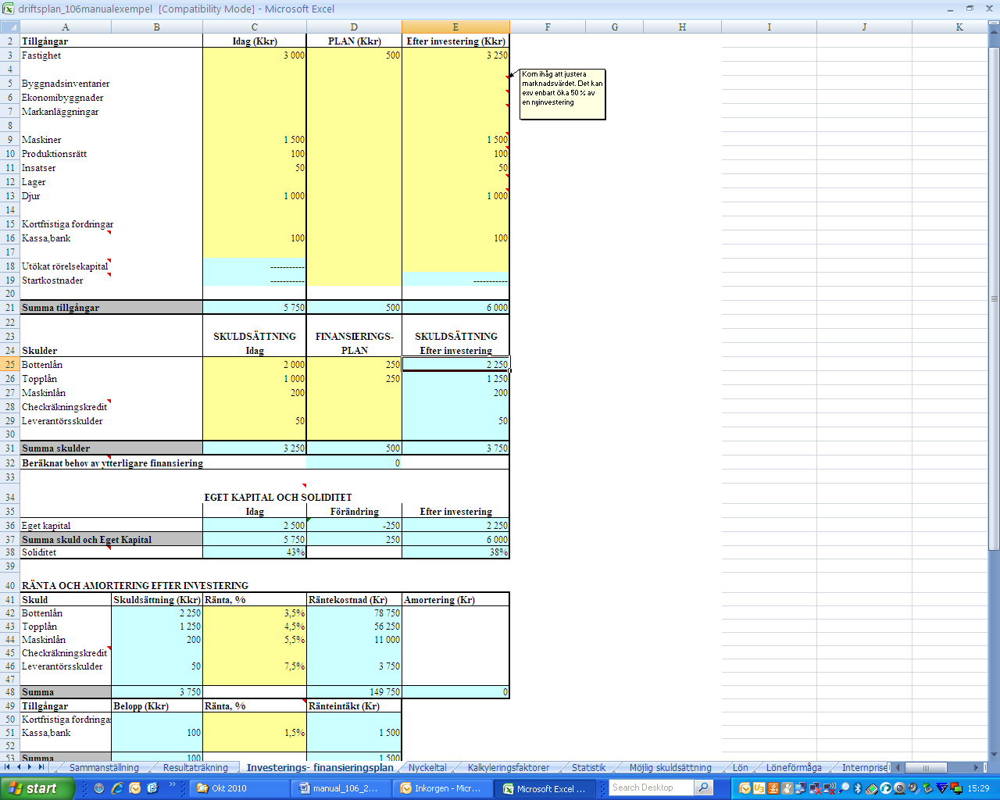 driftsplan_106manualexempel [Compatibility Mode] - Microsoft Excel
A B C D E F G H I J K
2 Tillgångar Idag (Kkr) PLAN (Kkr) Efter investering (Kkr)
3 Fastighet 3 000 500 3 250
4
5 Byggnadsinventarier
6 Ekonomibyggnader
7 Markanläggningar
Kom ihåg att justera
marknadsvärdet. Det kan
exv enbart öka 50 % av
en nyinvestering
8
9 Maskiner 1 500 1 500
10 Produktionsrätt 100 100
11 Insatser 50 50
12 Lager
13 Djur 1 000 1 000
14
15 Kortfristiga fordringar
16 Kassa,bank 100 100
17
18 Utökat rörelsekapital -----------
19 Startkostnader ----------- -----------
20
21 Summa tillgångar 5 750 500 6 000
22
23 SKULDSÄTTNING FINANSIERINGS- SKULDSÄTTNING
24 Skulder Idag PLAN Efter investering
25 Bottenlån 2 000 250 2 250
26 Topplån 1 000 250 1 250
27 Maskinlån 200 200
28 Checkräkningskredit
29 Leverantörsskulder 50 50
30
31 Summa skulder 3 250 500 3 750
32 Beräknat behov av ytterligare finansiering 0
33
34 EGET KAPITAL OCH SOLIDITET
35 Idag Förändring Efter investering
36 Eget kapital 2 500 -250 2 250
37 Summa skuld och Eget Kapital 5 750 250 6 000
38 Soliditet 43% 38%
39
40 RÄNTA OCH AMORTERING EFTER INVESTERING
41 Skuld Skuldsättning (Kkr) Ränta, % Räntekostnad (Kr) Amortering (Kr)
42 Bottenlån 2 250 3,5% 78 750
43 Topplån 1 250 4,5% 56 250
44 Maskinlån 200 5,5% 11 000
45 Checkräkningskredit
46 Leverantörsskulder 50 7,5% 3 750
47
48 Summa 3 750 149 750 0
49 Tillgångar Belopp (Kkr) Ränta, % Ränteintäkt (Kr)
50 Kortfristiga fordringa
51 Kassa,bank 100 1,5% 1 500
52
53 Summa 100 1 500
Sammanställning Resultaträkning Investerings- finansieringsplan Nyckeltal Kalkyleringsfaktorer Statistik Möjlig skuldsättning Lön Löneförmåga Internprise
start Okt 2010 manual_106_2... Inkorgen - Micr... Microsoft Excel ... Search Desktop 15:29